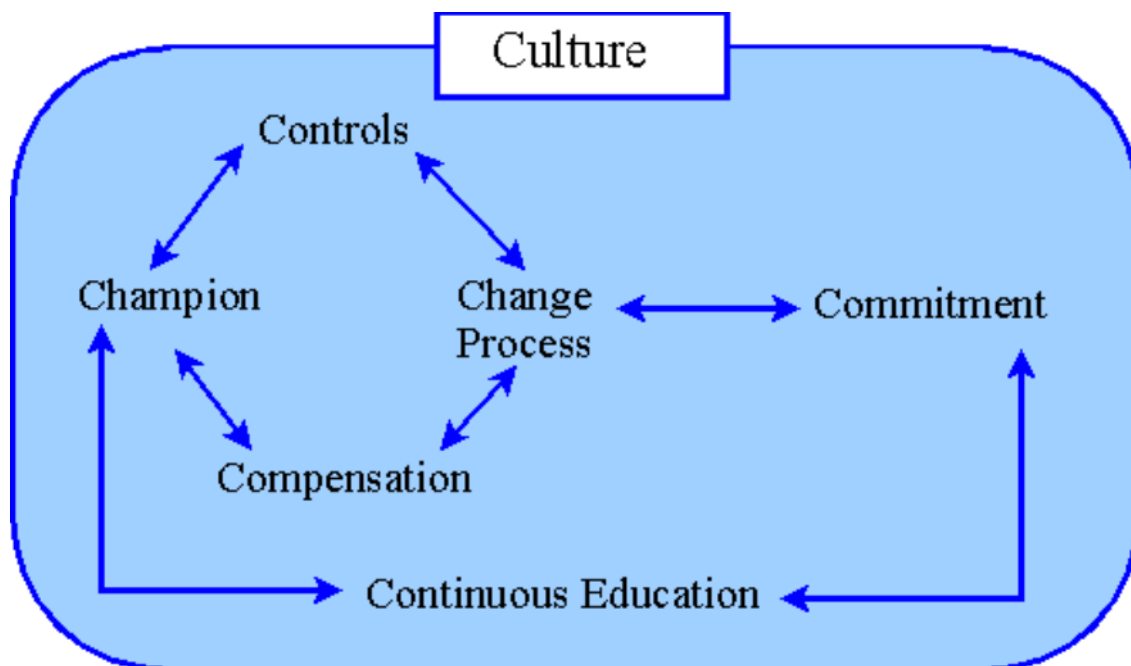 Culture
Controls
Champion
Change
Process
Commitment
Compensation
Continuous Education